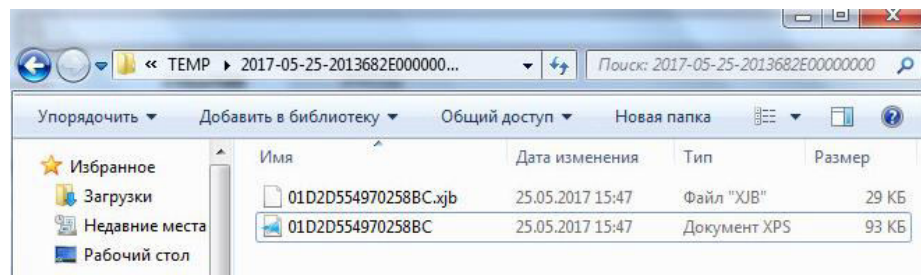 « TEMP ▸ 2017-05-25-2013682E000000... Поиск: 2017-05-25-2013682E00000000
Упорядочить ▼ Добавить в библиотеку ▼ Общий доступ ▼ Новая папка
Избранное Имя Дата изменения Тип Размер
Загрузки 01D2D554970258BC.xjb 25.05.2017 15:47 Файл "XJB" 29 КБ
Недавние места 01D2D554970258BC 25.05.2017 15:47 Документ XPS 93 КБ
Рабочий стол